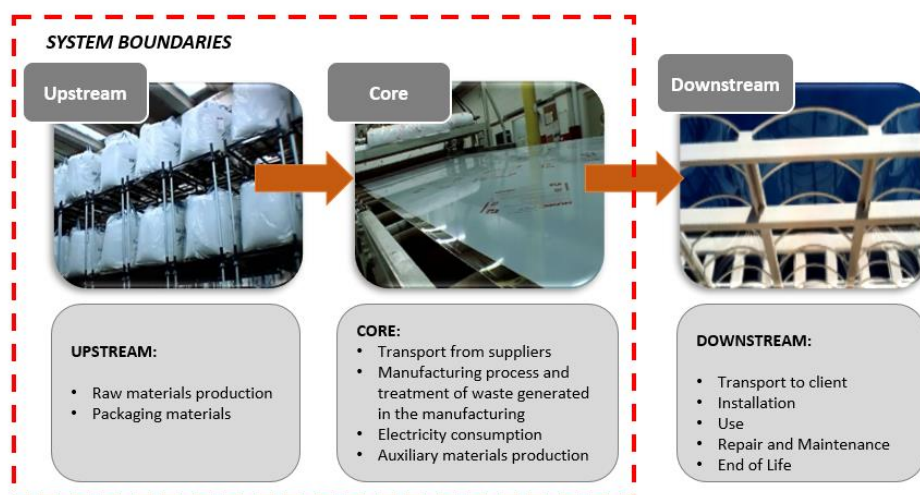 SYSTEM BOUNDARIES
Upstream
Core
Downstream
UPSTREAM:
• Raw materials production
• Packaging materials
CORE:
• Transport from suppliers
• Manufacturing process and
treatment of waste generated
in the manufacturing
• Electricity consumption
• Auxiliary materials production
DOWNSTREAM:
• Transport to client
• Installation
• Use
• Repair and Maintenance
• End of Life